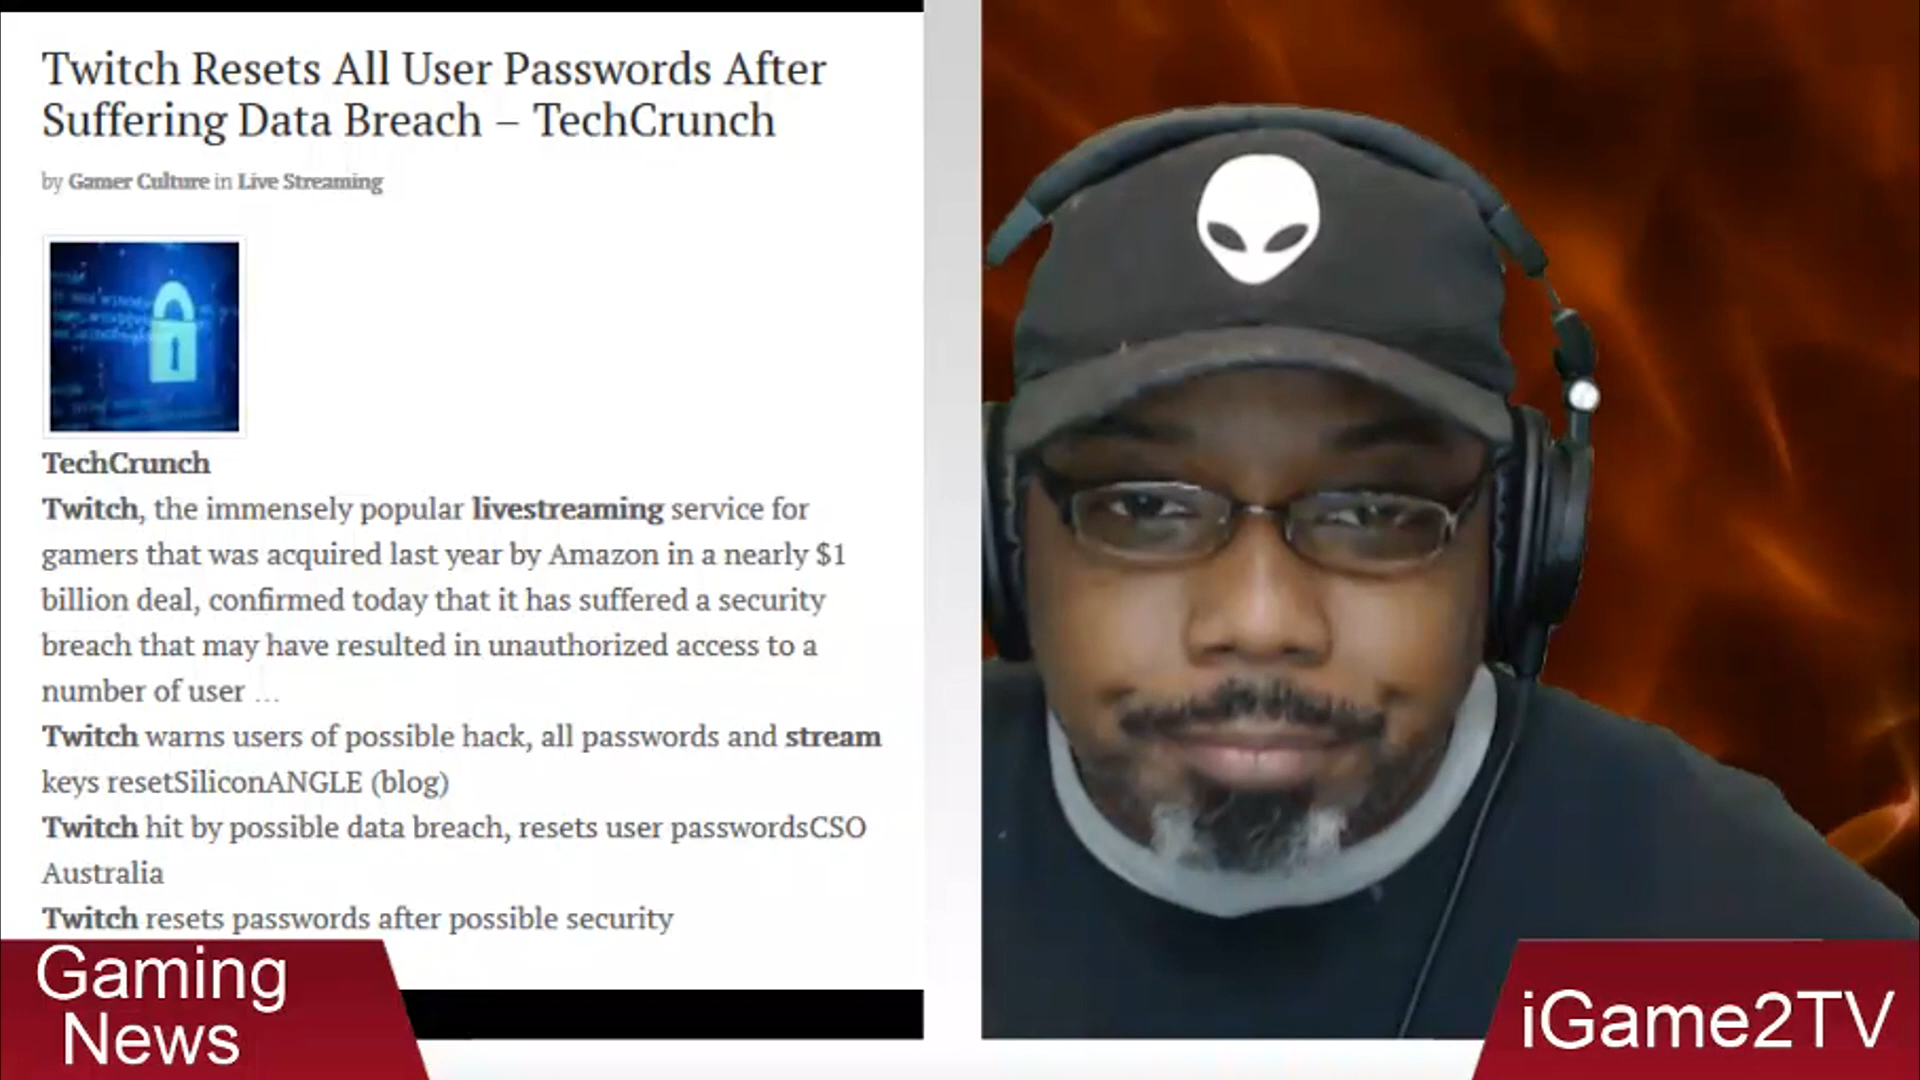 Twitch Resets All User Passwords After
Suffering Data Breach – TechCrunch
by Gamer Culture in Live Streaming
TechCrunch
Twitch, the immensely popular livestreaming service for
gamers that was acquired last year by Amazon in a nearly $1
billion deal, confirmed today that it has suffered a security
breach that may have resulted in unauthorized access to a
number of user …
Twitch warns users of possible hack, all passwords and stream
keys resetSiliconANGLE (blog)
Twitch hit by possible data breach, resets user passwordsCSO
Australia
Twitch resets passwords after possible security
Gaming
News
iGame2TV